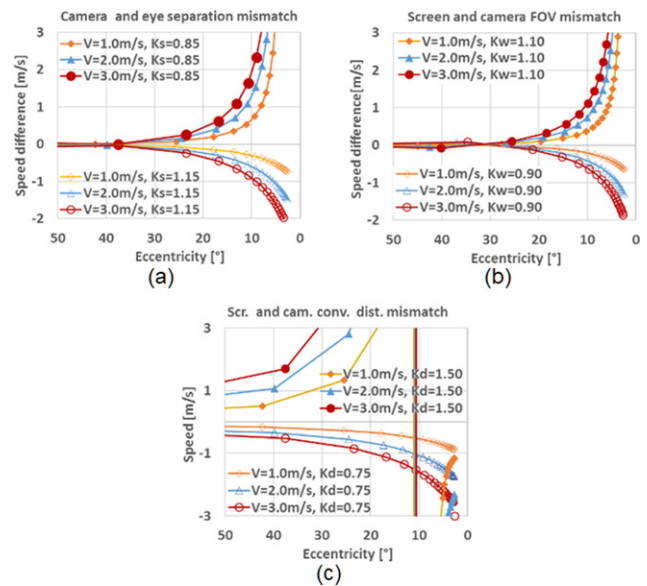 Camera and eye separation mismatch
3
2
1
0
-1
-2
Speed difference [m/s]
V=1.0m/s, Ks=0.85
V=2.0m/s, Ks=0.85
V=3.0m/s, Ks=0.85
V=1.0m/s, Ks=1.15
V=2.0m/s, Ks=1.15
V=3.0m/s, Ks=1.15
50 40 30 20 10 0
Eccentricity [°]
(a)
Screen and camera FOV mismatch
3
2
1
0
-1
-2
Speed difference[m/s]
V=1.0m/s, Kw=1.10
V=2.0m/s, Kw=1.10
V=3.0m/s, Kw=1.10
V=1.0m/s, Kw=0.90
V=2.0m/s, Kw=0.90
V=3.0m/s, Kw=0.90
50 40 30 20 10 0
Eccentricity [°]
(b)
Scr. and cam. conv. dist. mismatch
3
1
-1
-3
Speed [m/s]
V=1.0m/s, Kd=1.50
V=2.0m/s, Kd=1.50
V=3.0m/s, Kd=1.50
V=1.0m/s, Kd=0.75
V=2.0m/s, Kd=0.75
V=3.0m/s, Kd=0.75
50 40 30 20 10 0
Eccentricity [°]
(c)